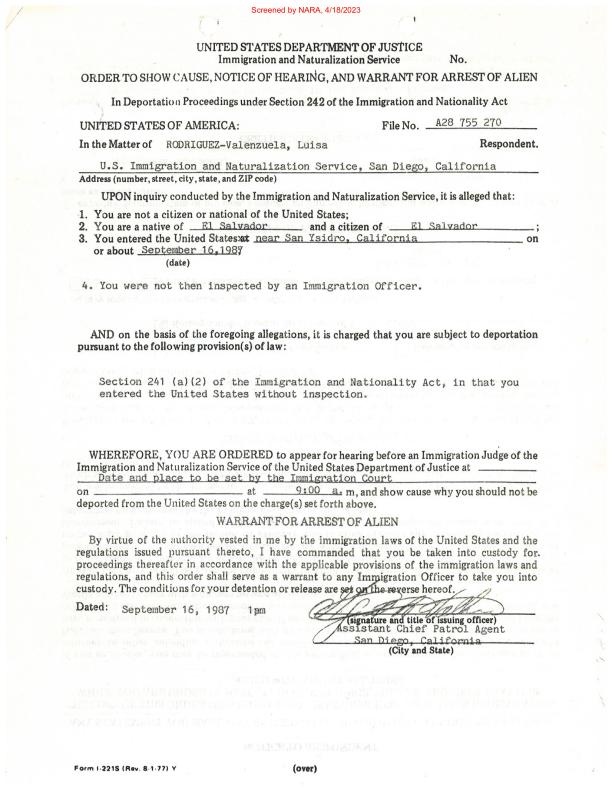 Screened by NARA, 4/18/2023
UNITED STATES DEPARTMENT OF JUSTICE
Immigration and Naturalization Service No.
ORDER TO SHOW CAUSE, NOTICE OF HEARING, AND WARRANT FOR ARREST OF ALIEN
In Deportation Proceedings under Section 242 of the Immigration and Nationality Act
UNITED STATES OF AMERICA: File No. A28 755 270
In the Matter of RODRIGUEZ-Valenzuela, Luisa Respondent.
U.S. Immigration and Naturalization Service, San Diego, California
Address (number, street, city, state, and ZIP code)
UPON inquiry conducted by the Immigration and Naturalization Service, it is alleged that:
1. You are not a citizen or national of the United States;
2. You are a native of El Salvador and a citizen of El Salvador ;
3. You entered the United States at near San Ysidro, California on
or about September 16,1987
(date)
4. You were not then inspected by an Immigration Officer.
AND on the basis of the foregoing allegations, it is charged that you are subject to deportation
pursuant to the following provision(s) of law:
Section 241 (a)(2) of the Immigration and Nationality Act, in that you
entered the United States without inspection.
WHEREFORE, YOU ARE ORDERED to appear for hearing before an Immigration Judge of the
Immigration and Naturalization Service of the United States Department of Justice at
Date and place to be set by the Immigration Court
on at 9:00 a. m, and show cause why you should not be
deported from the United States on the charge(s) set forth above.
WARRANT FOR ARREST OF ALIEN
By virtue of the authority vested in me by the immigration laws of the United States and the
regulations issued pursuant thereto, I have commanded that you be taken into custody for
proceedings thereafter in accordance with the applicable provisions of the immigration laws and
regulations, and this order shall serve as a warrant to any Immigration Officer to take you into
custody. The conditions for your detention or release are set on the reverse hereof.
Dated: September 16, 1987 1pm
(signature and title of issuing officer)
Assistant Chief Patrol Agent
San Diego, California
(City and State)
Form I-221S (Rev. 8-1-77) Y (over)